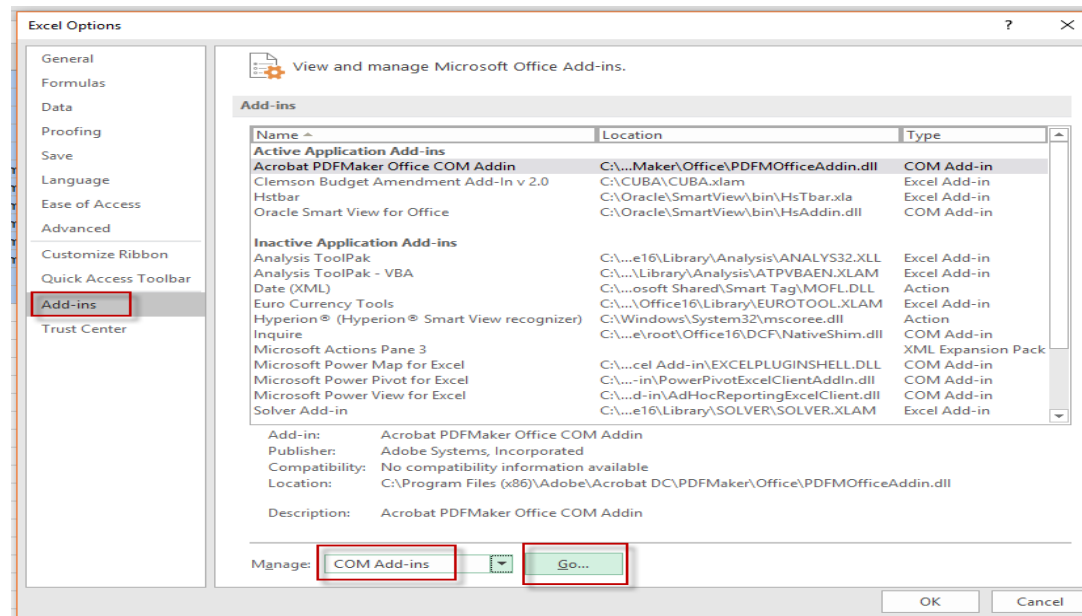 Excel Options ? ×
General
Formulas
Data
Proofing
Save
Language
Ease of Access
Advanced
Customize Ribbon
Quick Access Toolbar
Add-ins
Trust Center
View and manage Microsoft Office Add-ins.
Add-ins
Name Location Type
Active Application Add-ins
Acrobat PDFMaker Office COM Addin C:\...Maker\Office\PDFMOfficeAddin.dll COM Add-in
Clemson Budget Amendment Add-In v 2.0 C:\CUBA\CUBA.xlam Excel Add-in
Hstbar C:\Oracle\SmartView\bin\HsTbar.xla Excel Add-in
Oracle Smart View for Office C:\Oracle\SmartView\bin\HsAddin.dll COM Add-in
Inactive Application Add-ins
Analysis ToolPak C:\...e16\Library\Analysis\ANALYS32.XLL Excel Add-in
Analysis ToolPak - VBA C:\...\Library\Analysis\ATPVBAEN.XLAM Excel Add-in
Date (XML) C:\...osoft Shared\Smart Tag\MOFL.DLL Action
Euro Currency Tools C:\...\Office16\Library\EUROTOOL.XLAM Excel Add-in
Hyperion® (Hyperion® Smart View recognizer) C:\Windows\System32\mscoree.dll Action
Inquire C:\...e\root\Office16\DCF\NativeShim.dll COM Add-in
Microsoft Actions Pane 3 XML Expansion Pack
Microsoft Power Map for Excel C:\...cel Add-in\EXCELPLUGINSHELL.DLL COM Add-in
Microsoft Power Pivot for Excel C:\...-in\PowerPivotExcelClientAddIn.dll COM Add-in
Microsoft Power View for Excel C:\...d-in\AdHocReportingExcelClient.dll COM Add-in
Solver Add-in C:\...e16\Library\SOLVER\SOLVER.XLAM Excel Add-in
Add-in: Acrobat PDFMaker Office COM Addin
Publisher: Adobe Systems, Incorporated
Compatibility: No compatibility information available
Location: C:\Program Files (x86)\Adobe\Acrobat DC\PDFMaker\Office\PDFMOfficeAddin.dll
Description: Acrobat PDFMaker Office COM Addin
Manage: COM Add-ins Go...
OK Cancel